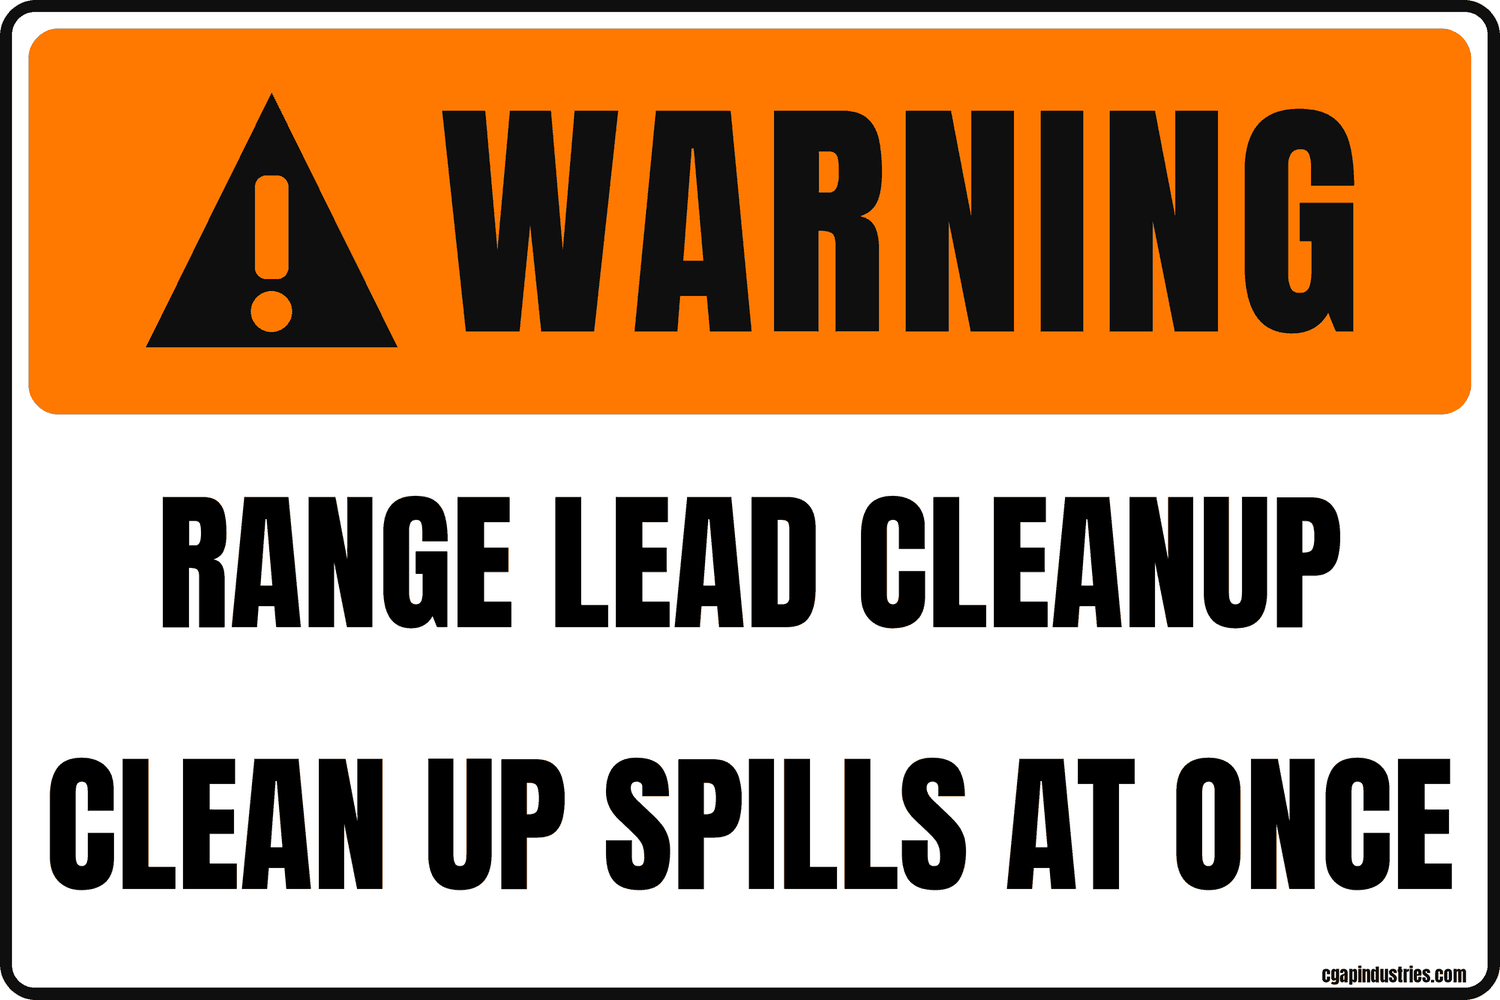 WARNING
RANGE LEAD CLEANUP
CLEAN UP SPILLS AT ONCE
cgapindustries.com